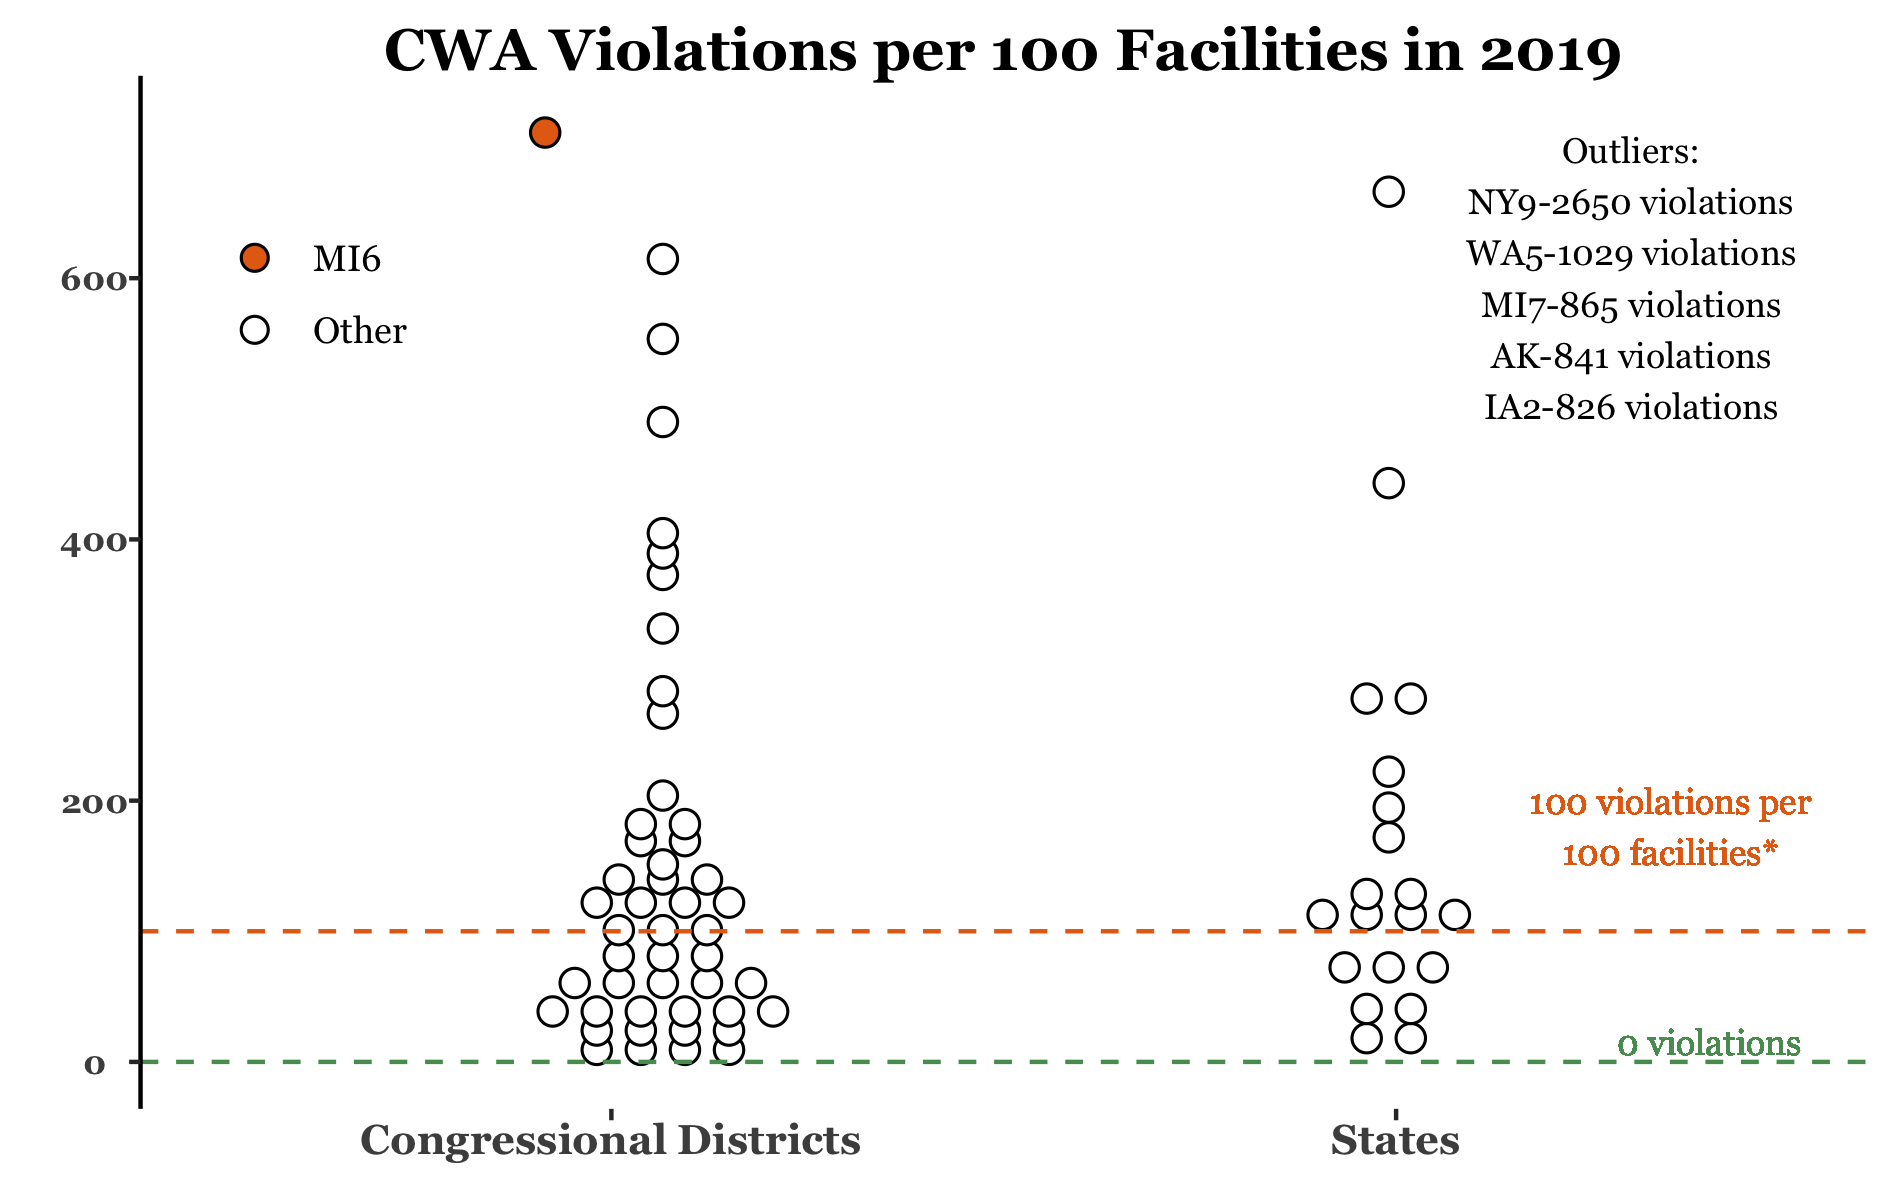 CWA Violations per 100 Facilities in 2019
Outliers:
NY9-2650 violations
WA5-1029 violations
MI7-865 violations
AK-841 violations
IA2-826 violations
MI6
Other
600
400
200
0
100 violations per
100 facilities*
0 violations
Congressional Districts
States